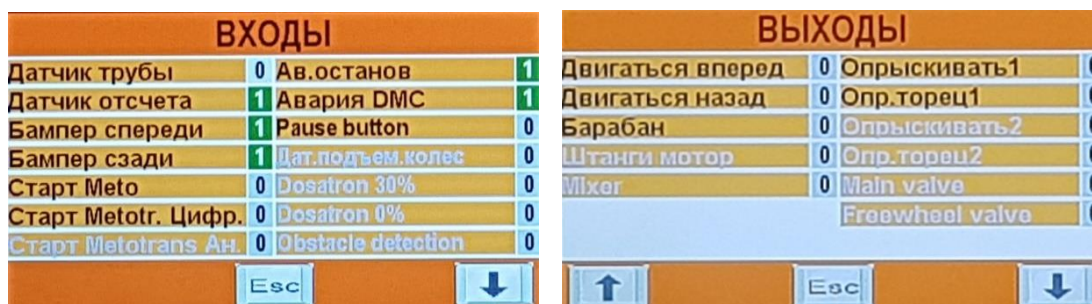 ВХОДЫ
Датчик трубы 0 Ав.останов 1
Датчик отсчета 1 Авария DMC 1
Бампер спереди 1 Pause button 0
Бампер сзади 1 Дат.подъем.колес 0
Старт Meto 0 Dosatron 30% 0
Старт Metotr. Цифр. 0 Dosatron 0% 0
Старт Metotrans Ан. 0 Obstacle detection 0
Esc
ВЫХОДЫ
Двигаться вперед 0 Опрыскивать1
Двигаться назад 0 Опр.торец1
Барабан 0 Опрыскивать2
Штанги мотор 0 Опр.торец2
Mixer 0 Main valve
Freewheel valve
Esc